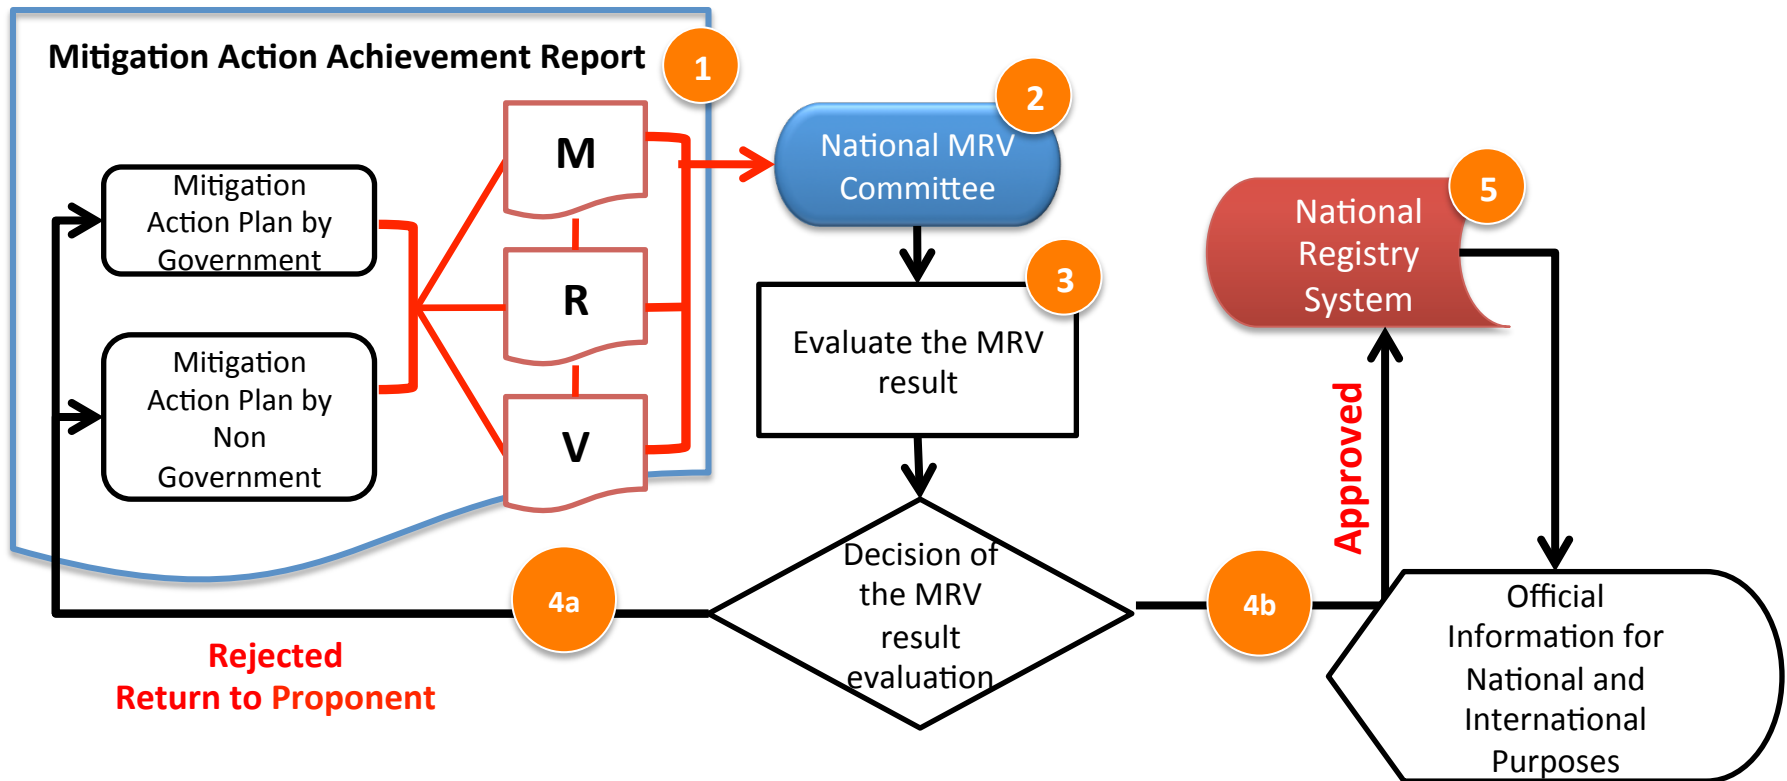 Mitigation Action Achievement Report
1
Mitigation
Action Plan by
Government
Mitigation
Action Plan by
Non
Government
M
R
V
2
National MRV
Committee
3
Evaluate the MRV
result
Decision of
the MRV
result
evaluation
4a
Rejected
Return to Proponent
4b
Approved
5
National
Registry
System
Official
Information for
National and
International
Purposes